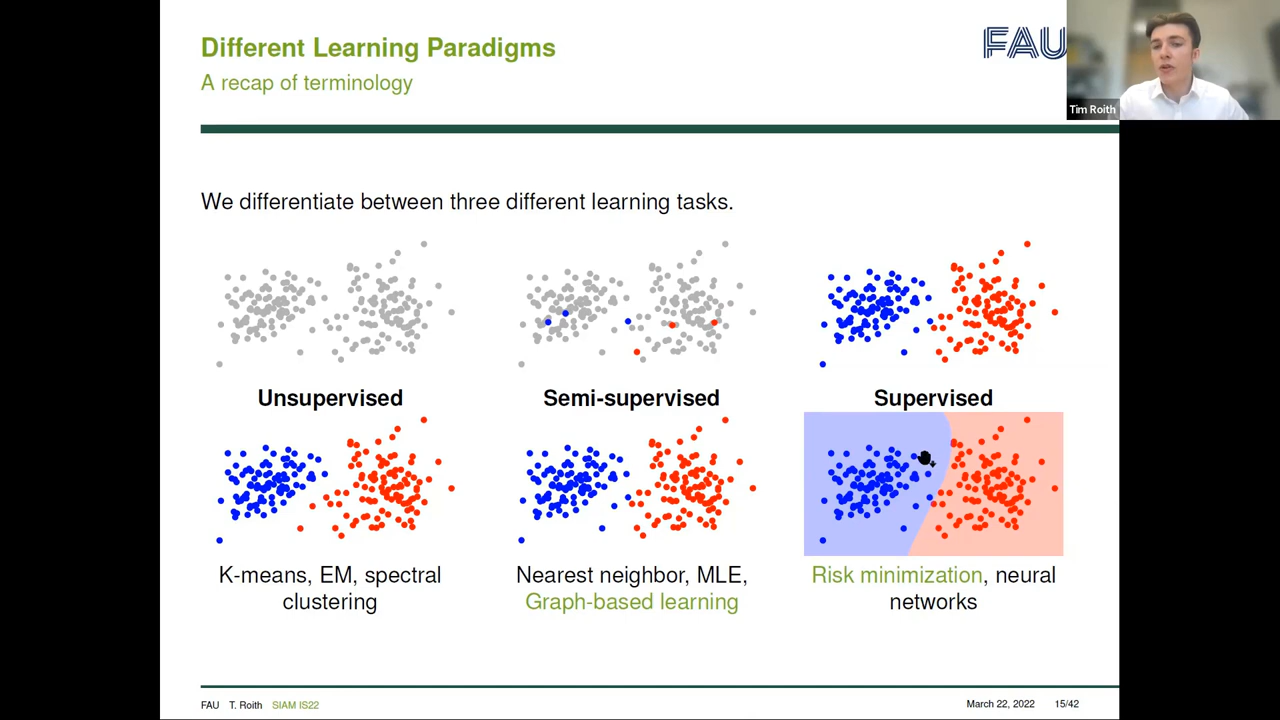 Different Learning Paradigms
A recap of terminology
FAU
Tim Roith
We differentiate between three different learning tasks.
Unsupervised
Semi-supervised
Supervised
K-means, EM, spectral
clustering
Nearest neighbor, MLE,
Graph-based learning
Risk minimization, neural
networks
FAU T. Roith SIAM IS22
March 22, 2022 15/42